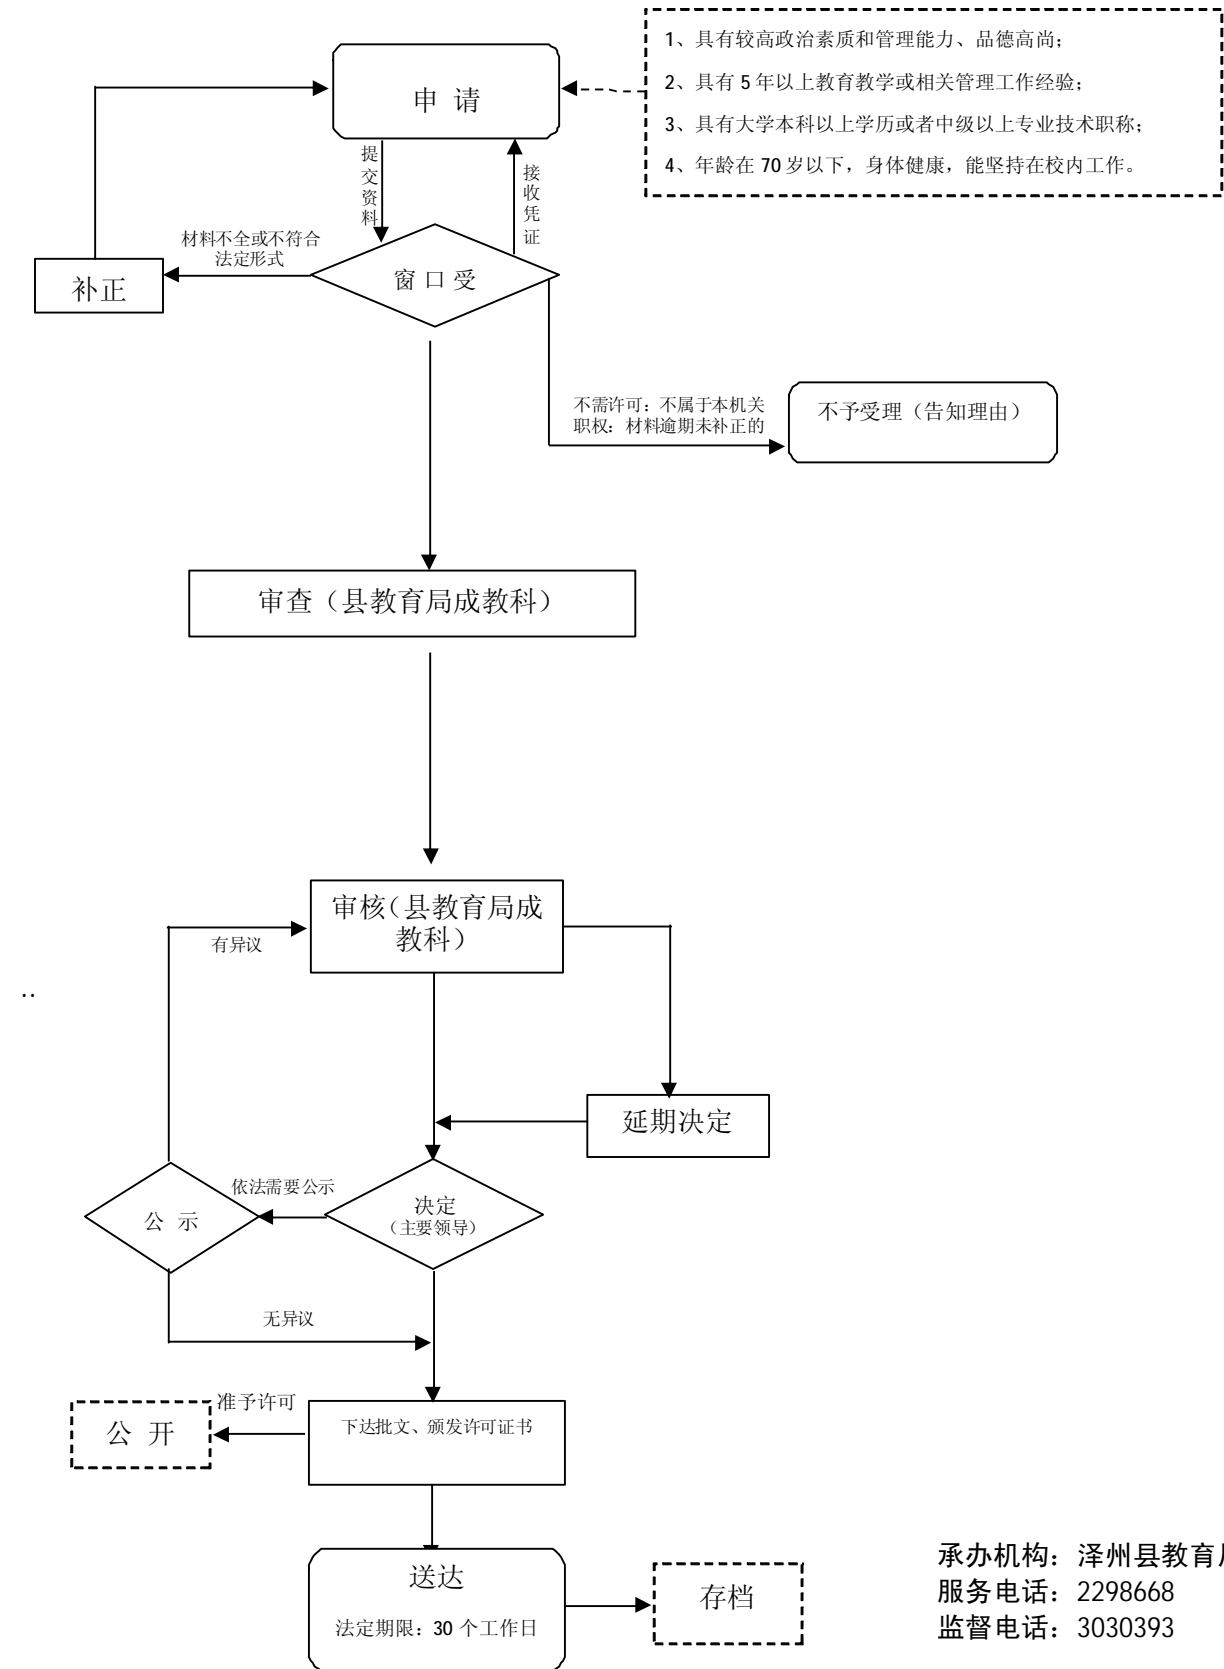 1、具有较高政治素质和管理能力、品德高尚；
2、具有 5 年以上教育教学或相关管理工作经验；
3、具有大学本科以上学历或者中级以上专业技术职称；
4、年龄在 70 岁以下，身体健康，能坚持在校内工作。
申 请
提交资料
接收凭证
材料不全或不符合
法定形式
补正
窗口受
不需许可：不属于本机关
职权：材料逾期未补正的
不予受理（告知理由）
审查（县教育局成教科）
审核（县教育局成
教科）
有异议
..
延期决定
依法需要公示
公 示
决定
（主要领导）
无异议
准予许可
公 开
下达批文、颁发许可证书
送达
法定期限：30 个工作日
存档
承办机构：泽州县教育局
服务电话：2298668
监督电话：3030393